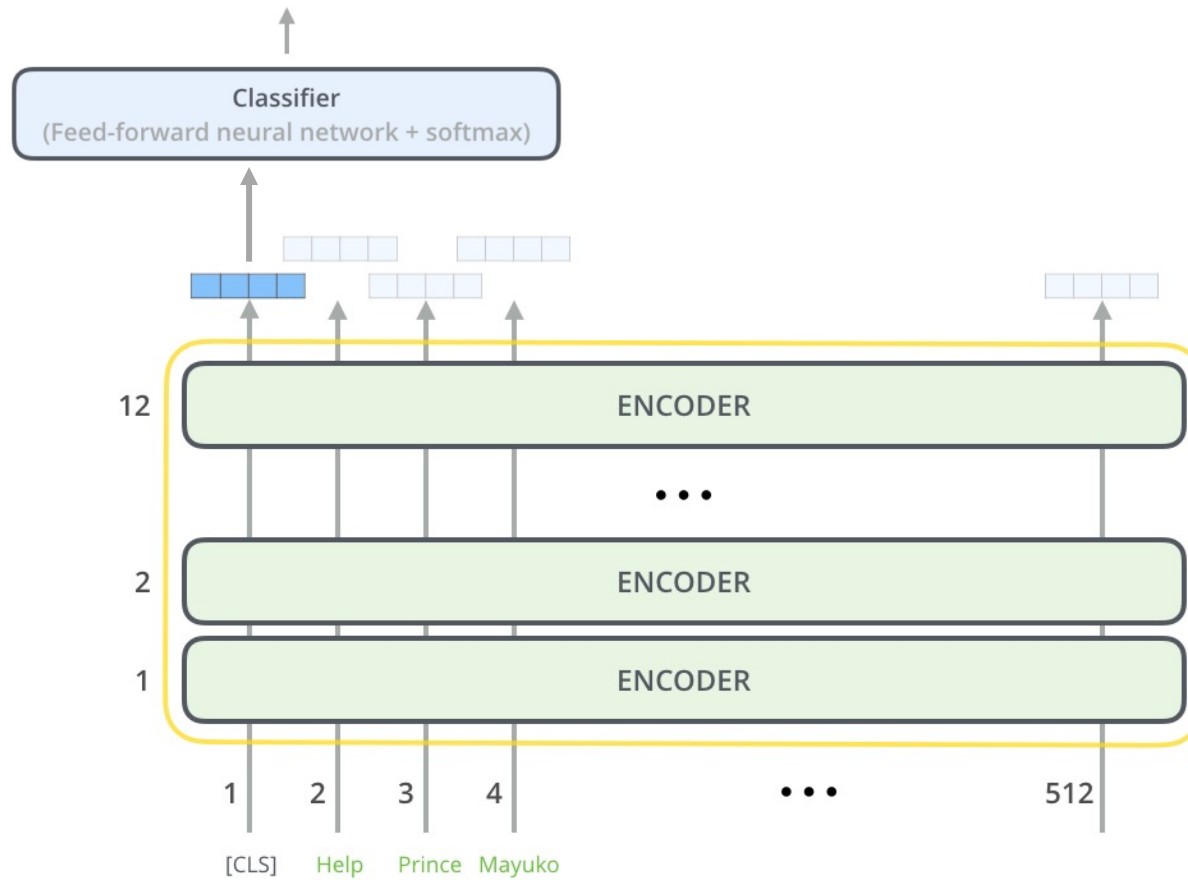 Classifier
(Feed-forward neural network + softmax)
12 ENCODER
• • •
2 ENCODER
1 ENCODER
1 2 3 4 • • • 512
[CLS] Help Prince Mayuko